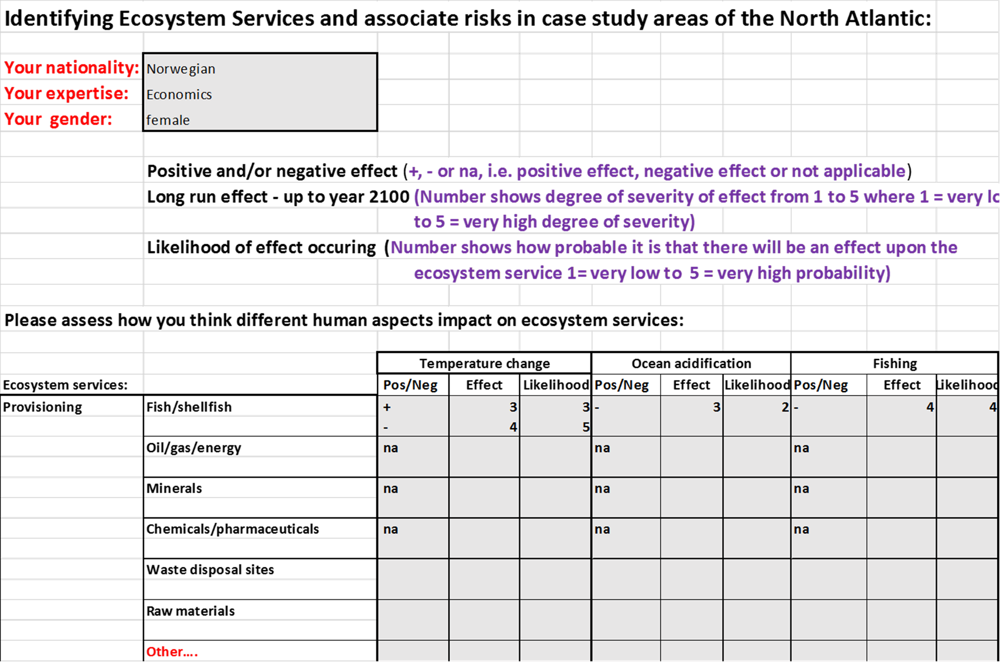 Identifying Ecosystem Services and associate risks in case study areas of the North Atlantic:
Your nationality: Norwegian
Your expertise: Economics
Your gender: female
Positive and/or negative effect (+, - or na, i.e. positive effect, negative effect or not applicable)
Long run effect - up to year 2100 (Number shows degree of severity of effect from 1 to 5 where 1 = very
to 5 = very high degree of severity)
Likelihood of effect occuring (Number shows how probable it is that there will be an effect upon the
ecosystem service 1= very low to 5 = very high probability)
Please assess how you think different human aspects impact on ecosystem services:
Temperature change Ocean acidification Fishing
Ecosystem services: Pos/Neg Effect Likelihood Pos/Neg Effect Likelihood Pos/Neg Effect Likelihood
Provisioning Fish/shellfish + 3 3 - 3 2 - 4 4
- 4 5
Oil/gas/energy na na na
Minerals na na na
Chemicals/pharmaceuticals na na na
Waste disposal sites
Raw materials
Other....